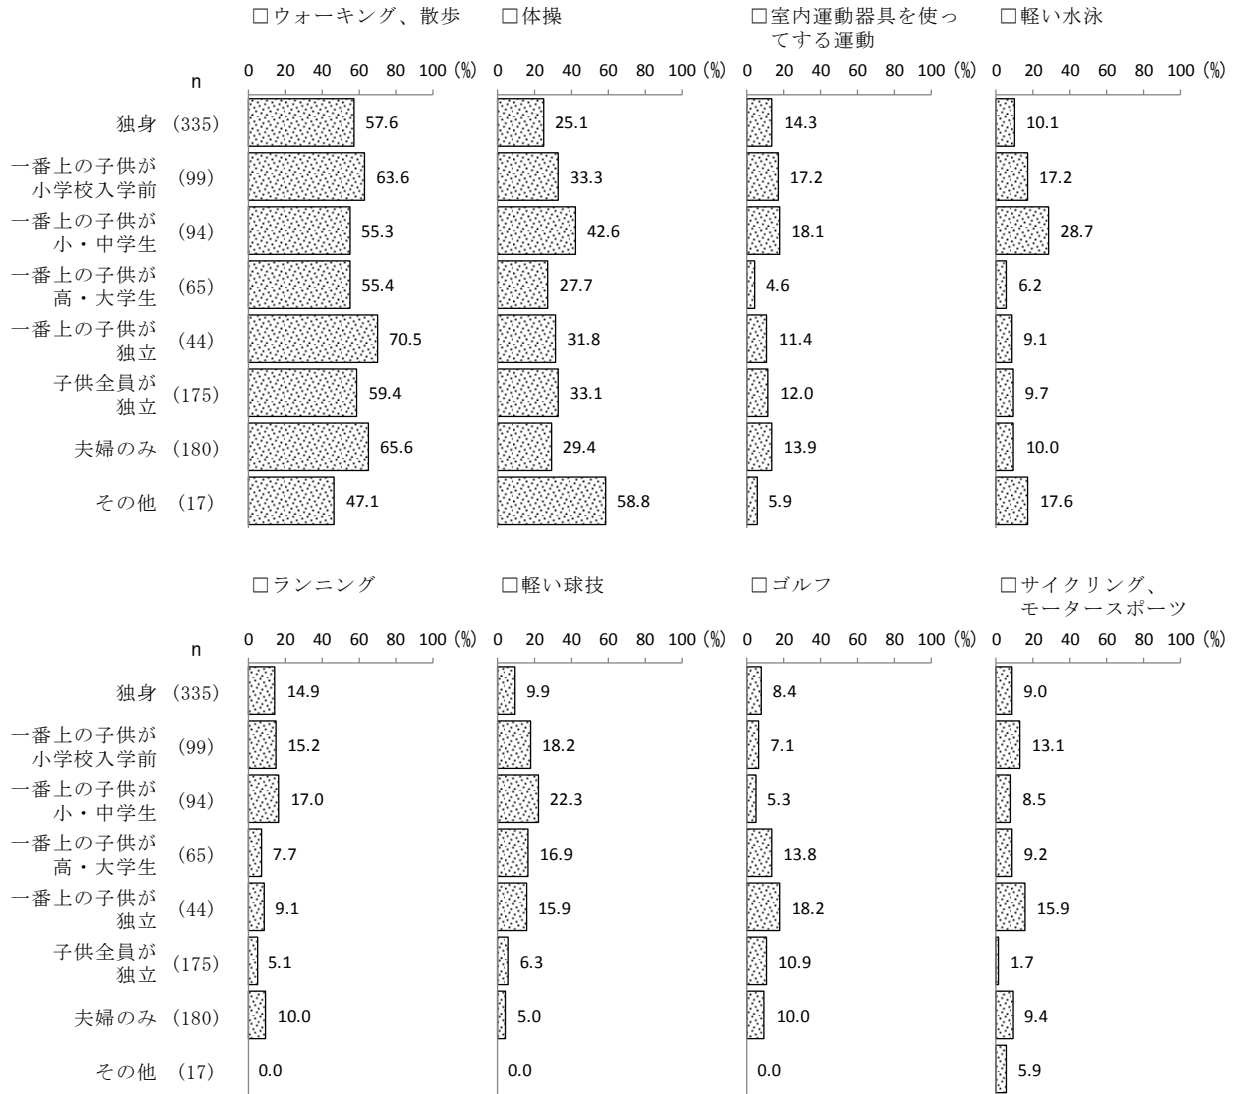 □ウォーキング、散歩
□体操
□室内運動器具を使っ
てする運動
□軽い水泳
n
0 20 40 60 80 100 (%)
0 20 40 60 80 100 (%)
0 20 40 60 80 100 (%)
0 20 40 60 80 100 (%)
独身 (335) 57.6 25.1 14.3 10.1
一番上の子供が
小学校入学前 (99) 63.6 33.3 17.2 17.2
一番上の子供が
小・中学生 (94) 55.3 42.6 18.1 28.7
一番上の子供が
高・大学生 (65) 55.4 27.7 4.6 6.2
一番上の子供が
独立 (44) 70.5 31.8 11.4 9.1
子供全員が
独立 (175) 59.4 33.1 12.0 9.7
夫婦のみ (180) 65.6 29.4 13.9 10.0
その他 (17) 47.1 58.8 5.9 17.6
□ランニング
□軽い球技
□ゴルフ
□サイクリング、
モータースポーツ
n
0 20 40 60 80 100 (%)
0 20 40 60 80 100 (%)
0 20 40 60 80 100 (%)
0 20 40 60 80 100 (%)
独身 (335) 14.9 9.9 8.4 9.0
一番上の子供が
小学校入学前 (99) 15.2 18.2 7.1 13.1
一番上の子供が
小・中学生 (94) 17.0 22.3 5.3 8.5
一番上の子供が
高・大学生 (65) 7.7 16.9 13.8 9.2
一番上の子供が
独立 (44) 9.1 15.9 18.2 15.9
子供全員が
独立 (175) 5.1 6.3 10.9 1.7
夫婦のみ (180) 10.0 5.0 10.0 9.4
その他 (17) 0.0 0.0 0.0 5.9